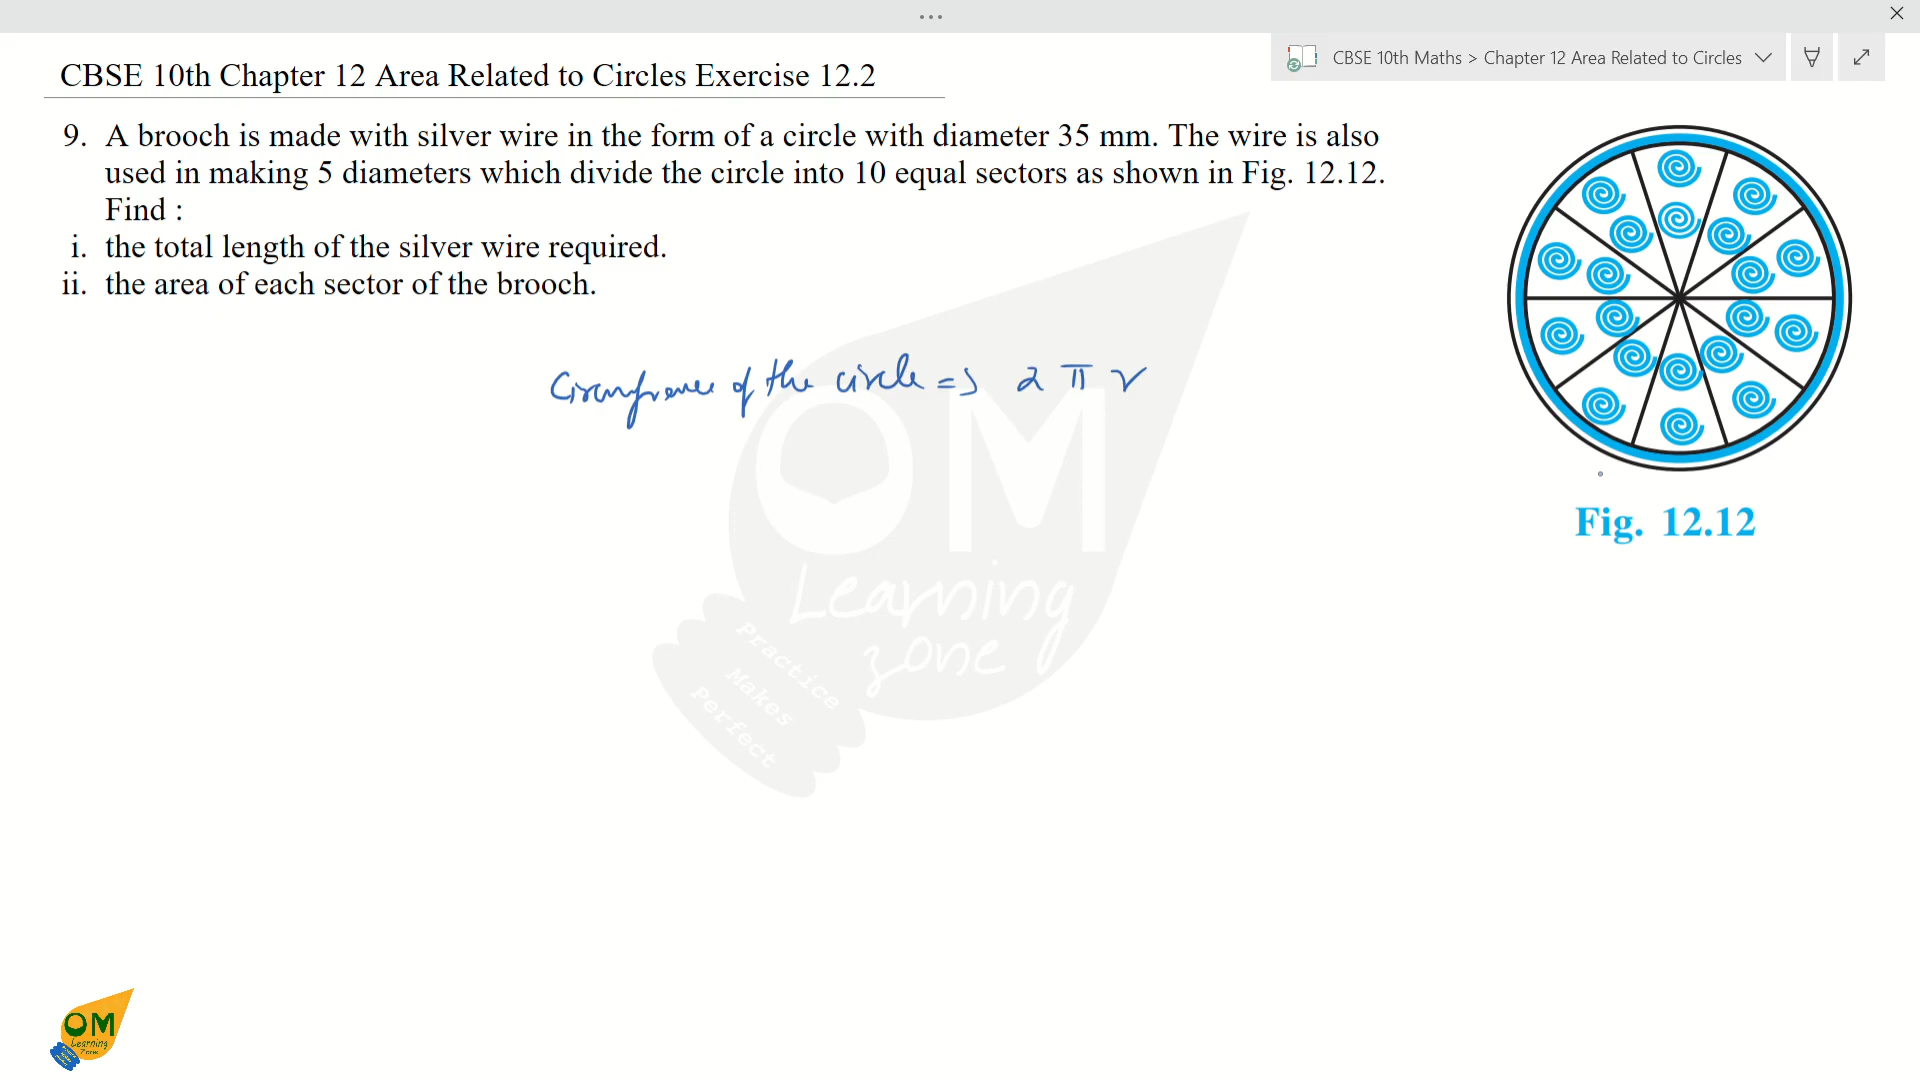 CBSE 10th Maths > Chapter 12 Area Related to Circles
CBSE 10th Chapter 12 Area Related to Circles Exercise 12.2
9. A brooch is made with silver wire in the form of a circle with diameter 35 mm. The wire is also
used in making 5 diameters which divide the circle into 10 equal sectors as shown in Fig. 12.12.
Find :
i. the total length of the silver wire required.
ii. the area of each sector of the brooch.
of the circle => 2 π r
Fig. 12.12
OM
Learning
zone
Practice
Makes
Perfect
OM
Learning
Zone